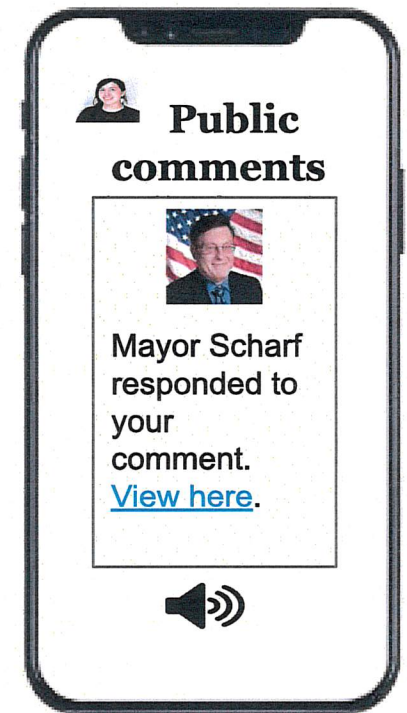 Public
comments
Mayor Scharf
responded to
your
comment.
View here.